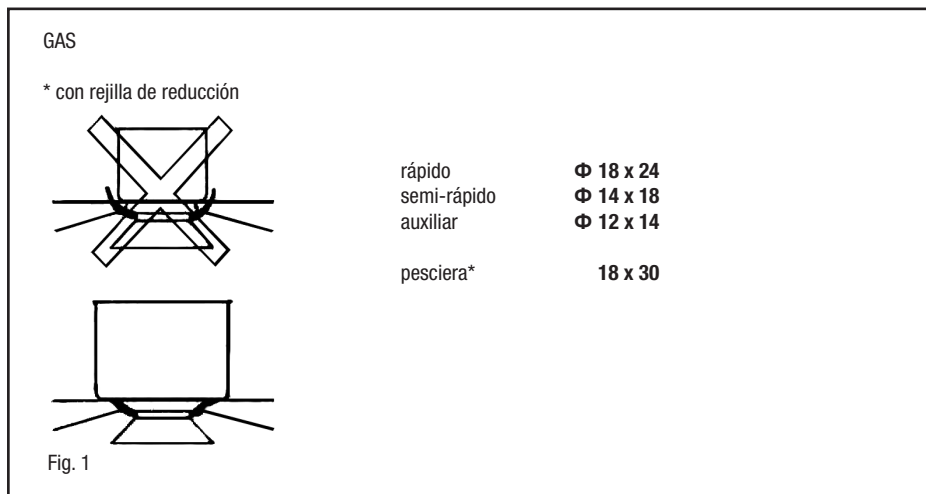 GAS
* con rejilla de reducción
rápido Φ 18 x 24
semi-rápido Φ 14 x 18
auxiliar Φ 12 x 14
pesciera* 18 x 30
Fig. 1